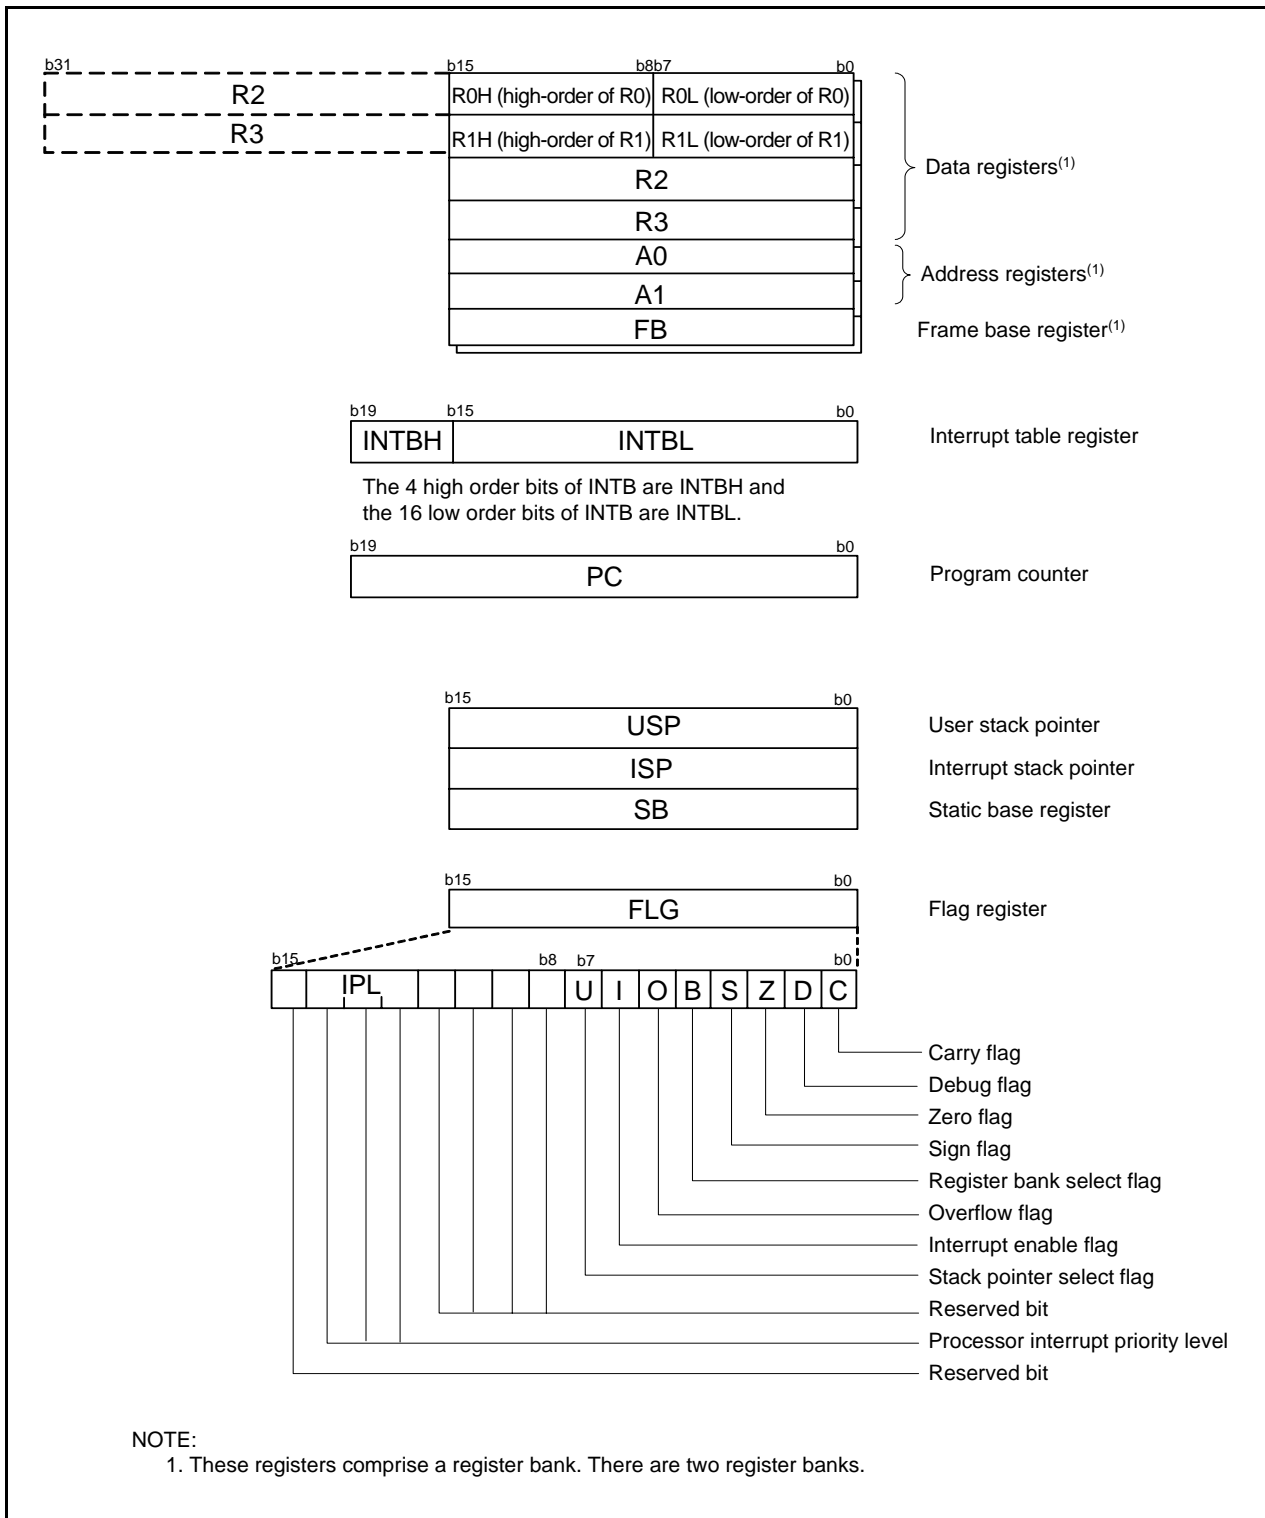 b31 b15 b8b7 b0
R2 R0H (high-order of R0) R0L (low-order of R0)
R3 R1H (high-order of R1) R1L (low-order of R1)
Data registers(1)
R2
R3
A0
Address registers(1)
A1
FB Frame base register(1)
b19 b15 b0
INTBH INTBL Interrupt table register
The 4 high order bits of INTB are INTBH and
the 16 low order bits of INTB are INTBL.
b19 b0
PC Program counter
b15 b0
USP User stack pointer
ISP Interrupt stack pointer
SB Static base register
b15 b0
FLG Flag register
b15 b8 b7 b0
IPL U I O B S Z D C
Carry flag
Debug flag
Zero flag
Sign flag
Register bank select flag
Overflow flag
Interrupt enable flag
Stack pointer select flag
Reserved bit
Processor interrupt priority level
Reserved bit
NOTE:
1. These registers comprise a register bank. There are two register banks.